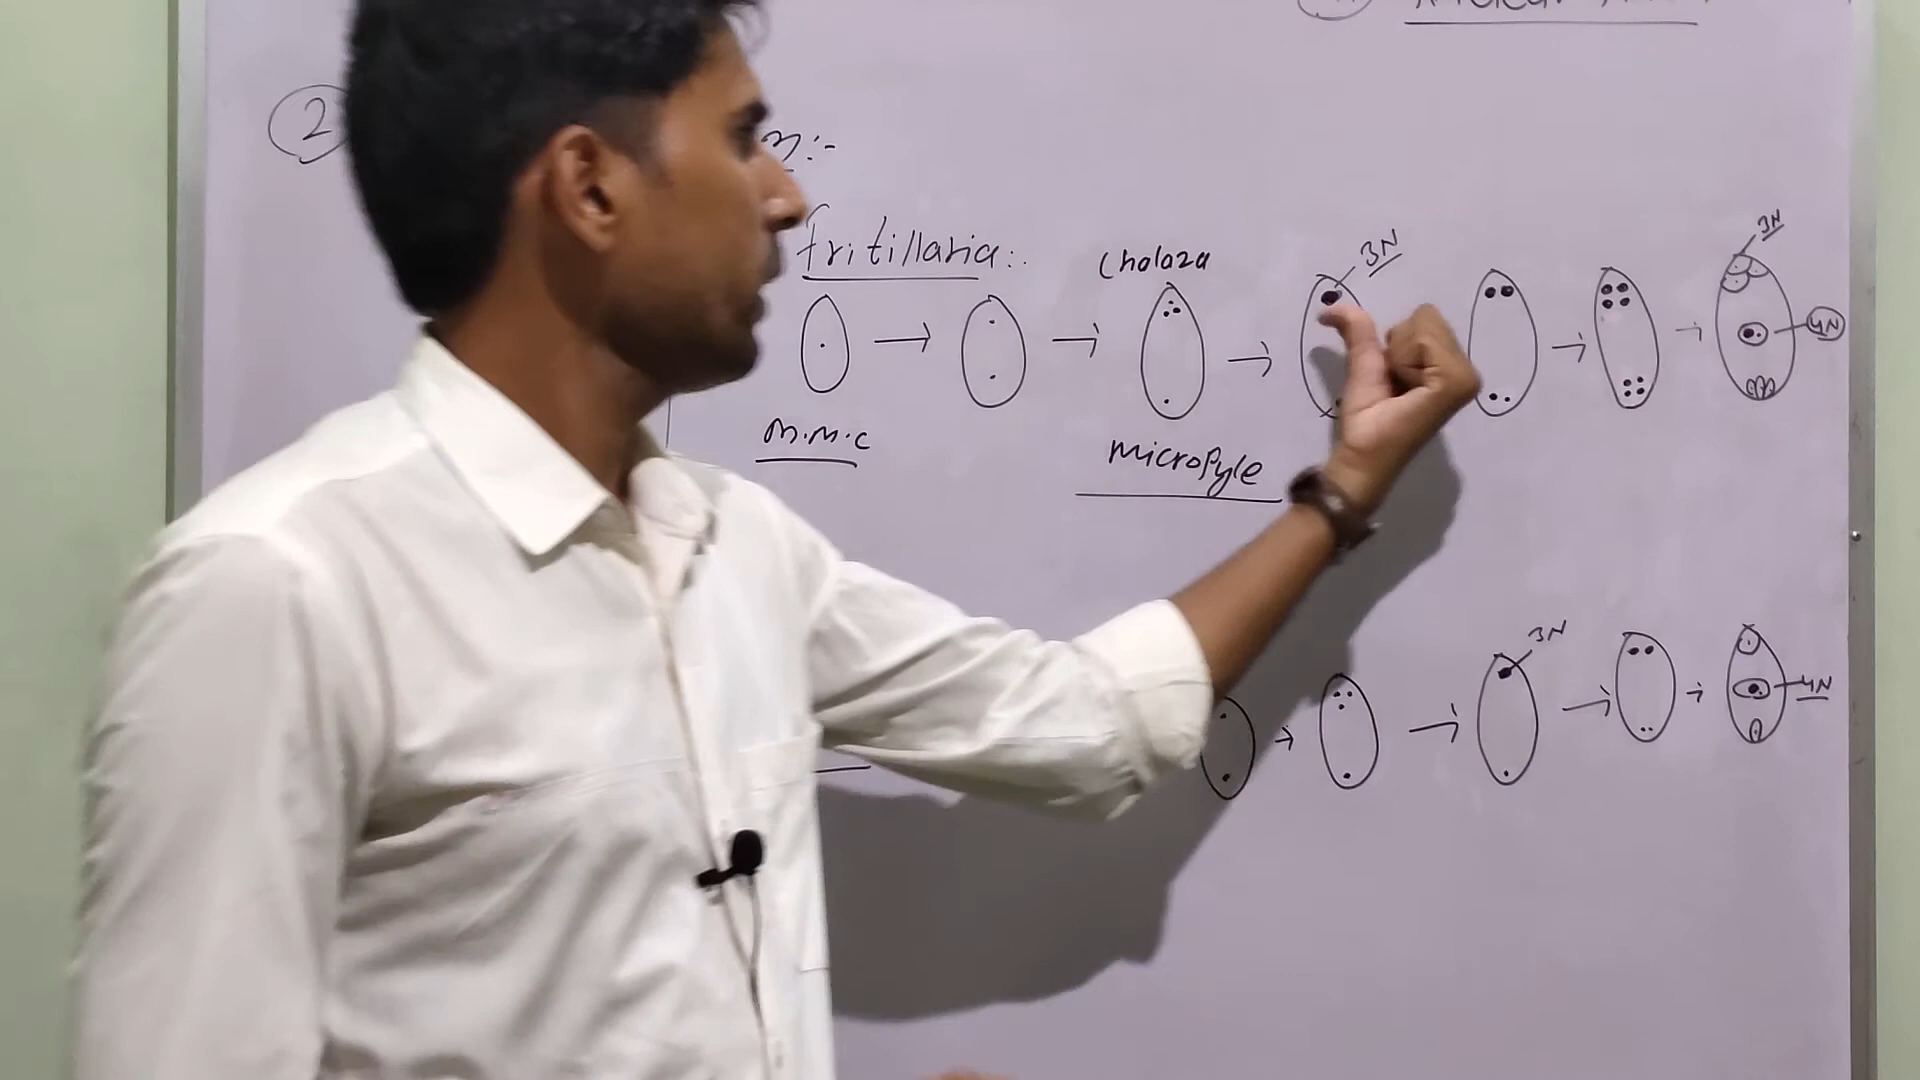 2
fritillaria:.
Chalaza
3N
3N
4N
M.M.C
MicroPyle
3N
4N